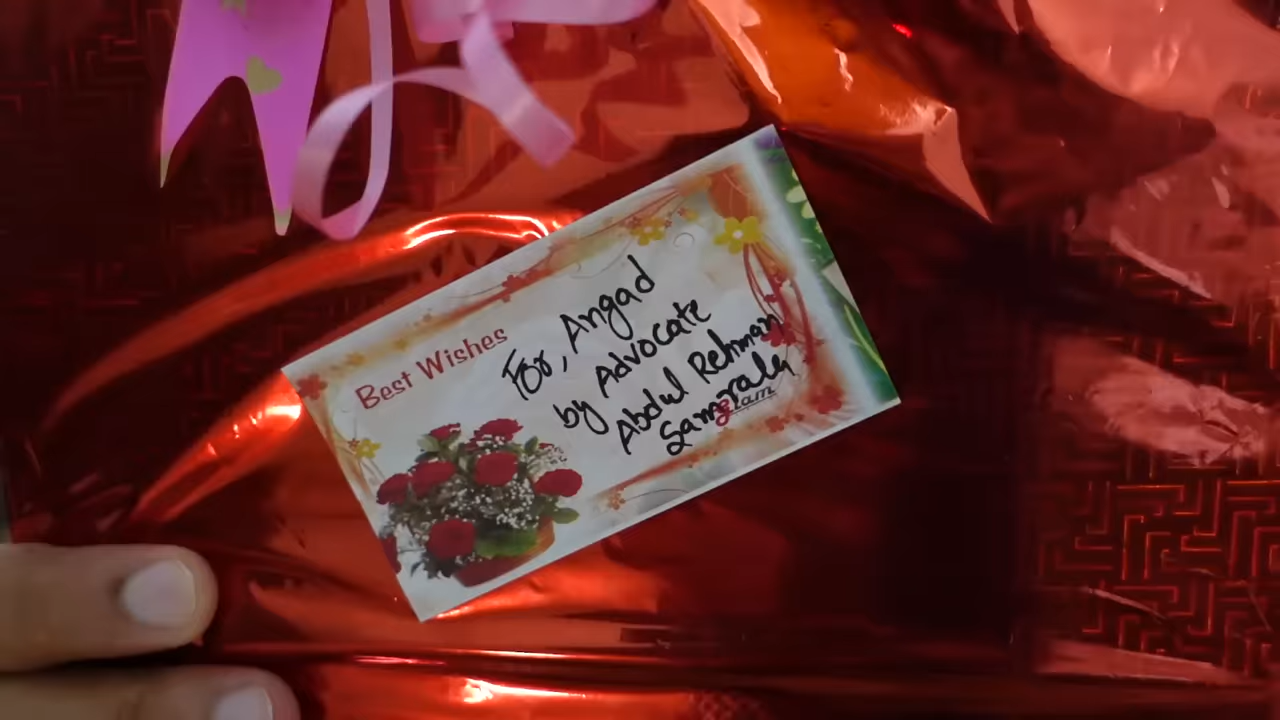 Best Wishes
For, Angad
by Advocate
Abdul Rehman
Samrala